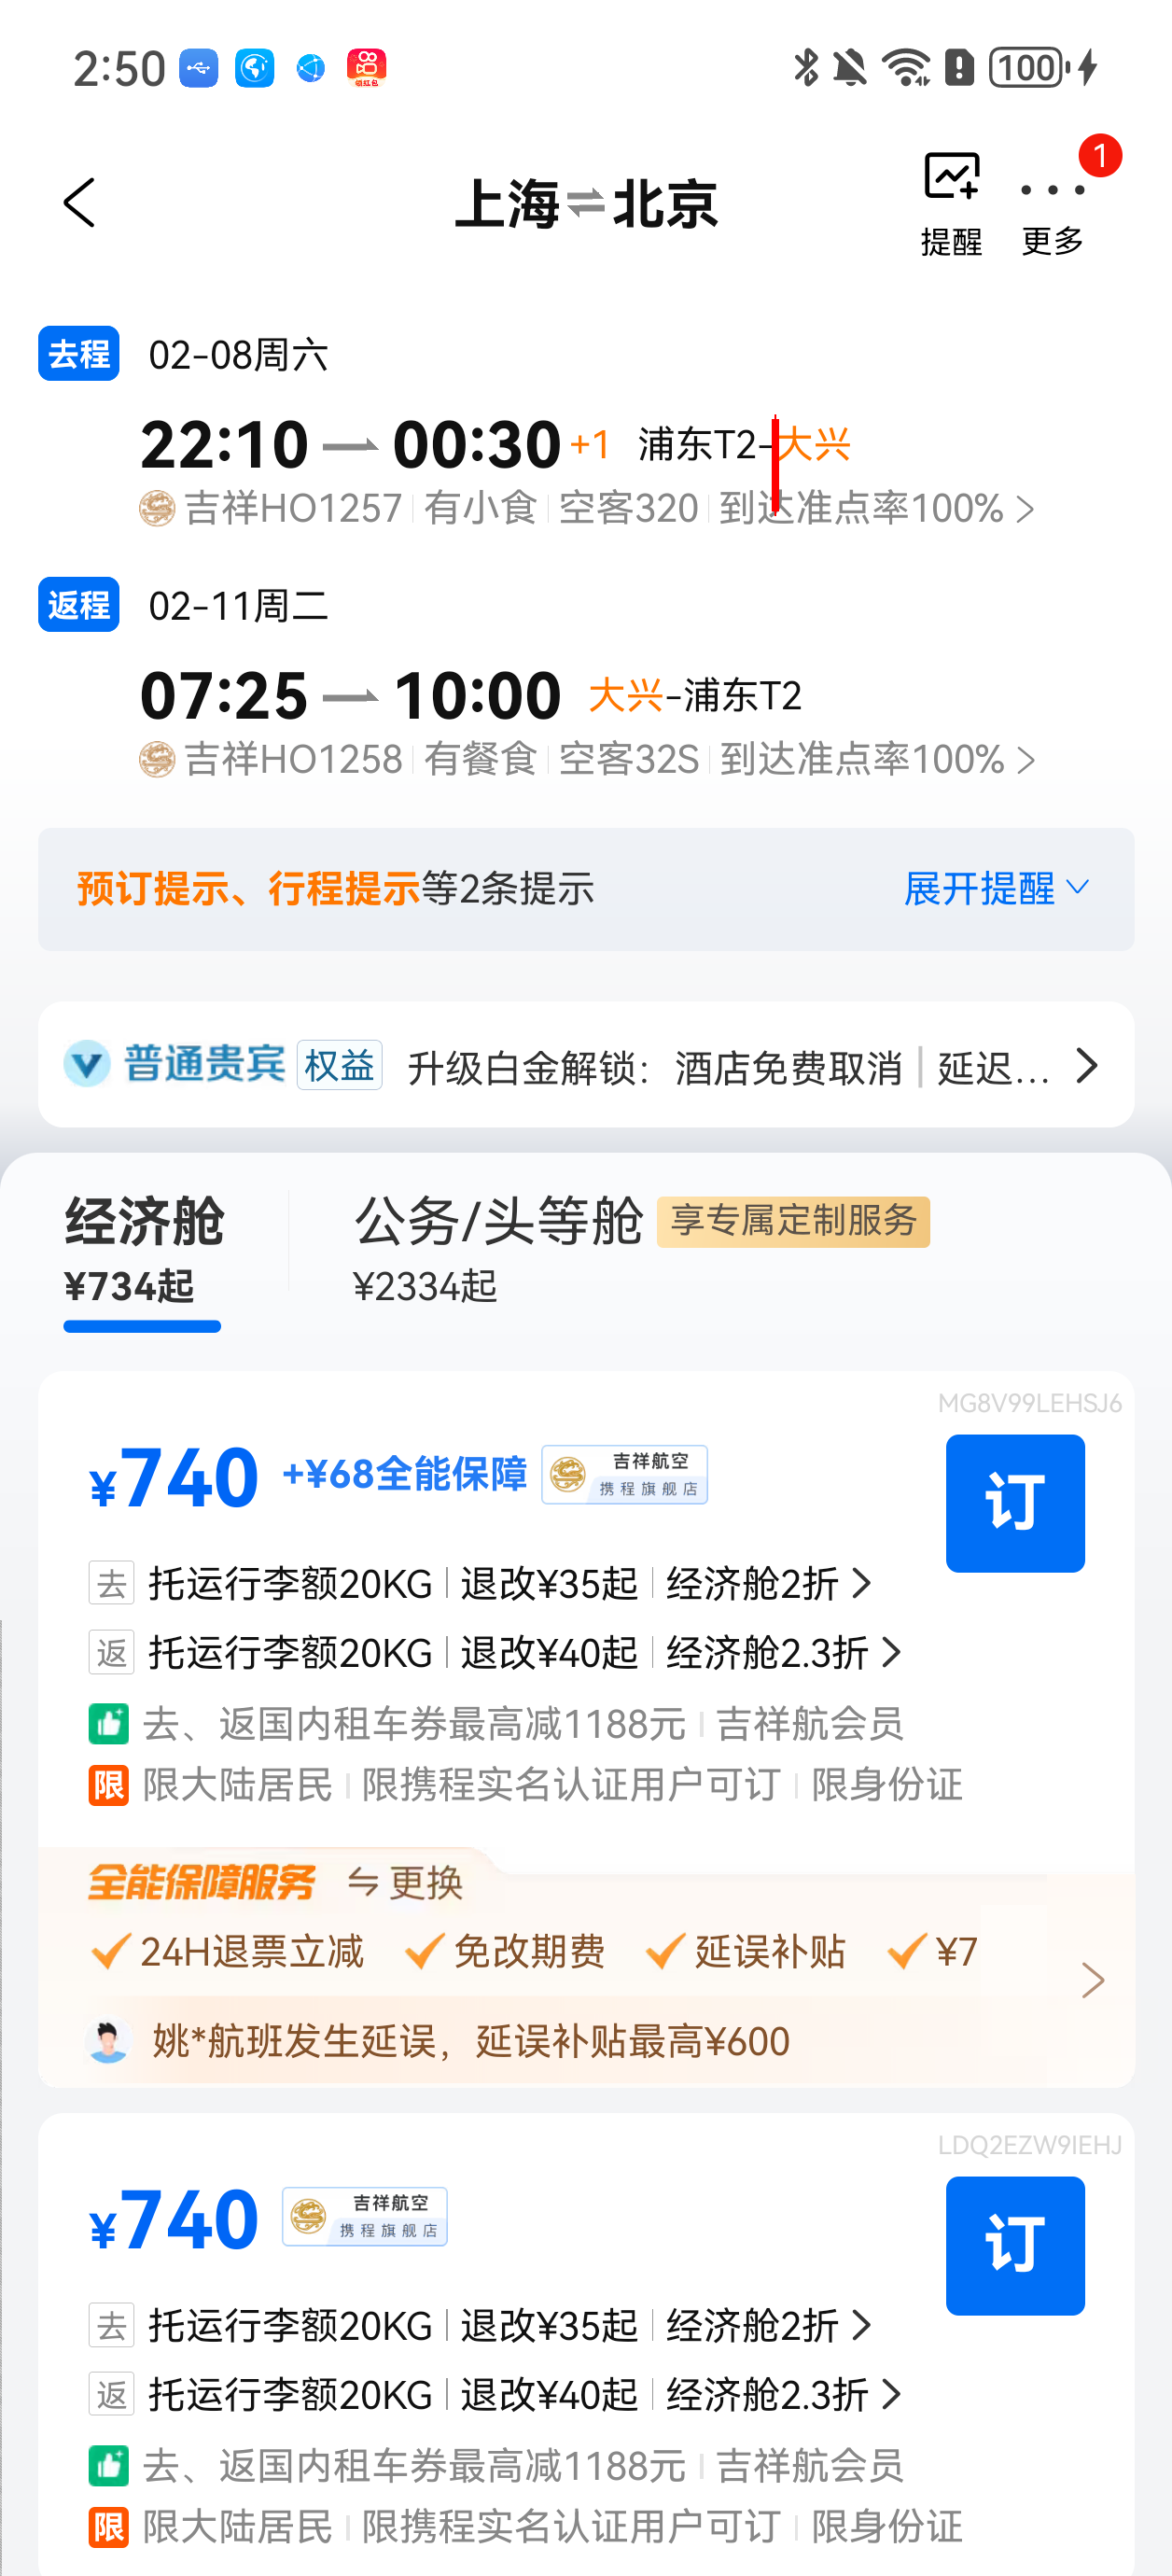 2:50 领红包 100
上海 北京 提醒 更多 1
去程 02-08周六
22:10 00:30 +1 浦东T2-大兴
吉祥HO1257 有小食 空客320 到达准点率100%
返程 02-11周二
07:25 10:00 大兴-浦东T2
吉祥HO1258 有餐食 空客32S 到达准点率100%
预订提示、行程提示等2条提示 展开提醒
普通贵宾 权益 升级白金解锁：酒店免费取消 延迟...
经济舱 公务/头等舱 享专属定制服务
¥734起 ¥2334起
MG8V99LEHSJ6
¥740 +¥68全能保障 吉祥航空 携程旗舰店 订
去 托运行李额20KG 退改¥35起 经济舱2折
返 托运行李额20KG 退改¥40起 经济舱2.3折
去、返国内租车券最高减1188元 吉祥航会员
限 限大陆居民 限携程实名认证用户可订 限身份证
全能保障服务 更换
24H退票立减 免改期费 延误补贴 ¥7
姚*航班发生延误，延误补贴最高¥600
LDQ2EZW9IEHJ
¥740 吉祥航空 携程旗舰店 订
去 托运行李额20KG 退改¥35起 经济舱2折
返 托运行李额20KG 退改¥40起 经济舱2.3折
去、返国内租车券最高减1188元 吉祥航会员
限 限大陆居民 限携程实名认证用户可订 限身份证